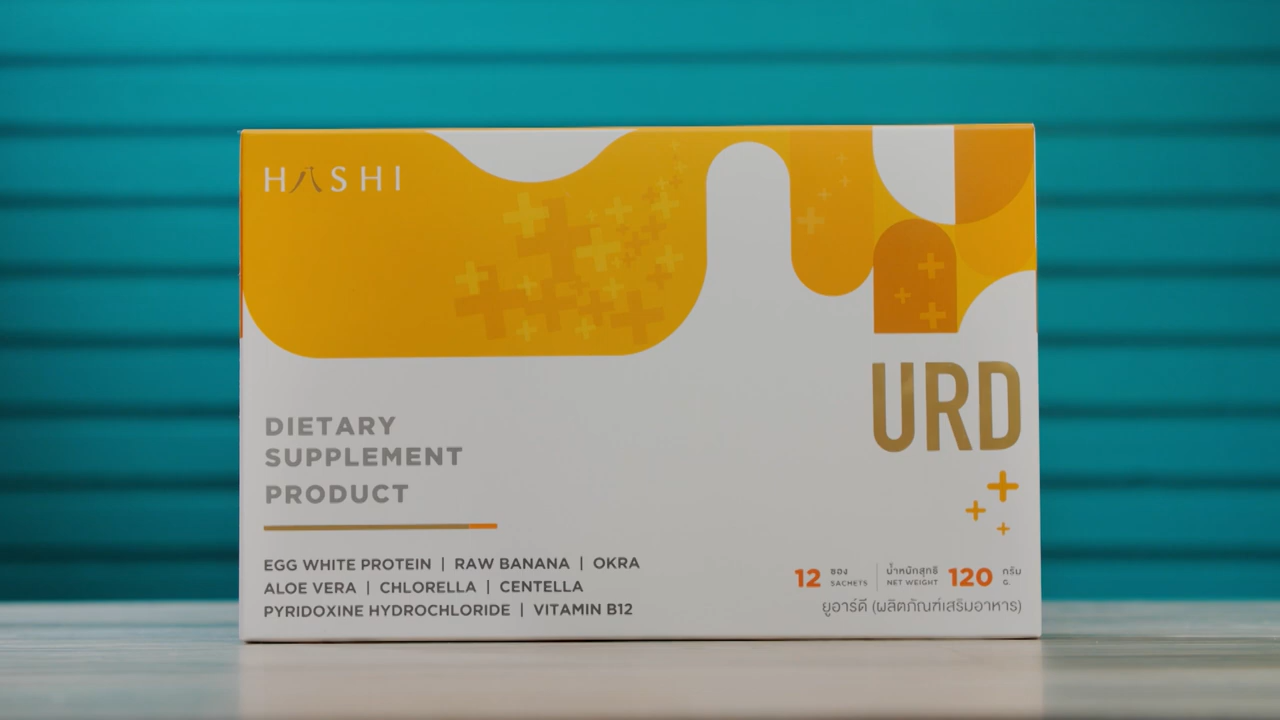 HASHI
URD
DIETARY
SUPPLEMENT
PRODUCT
EGG WHITE PROTEIN | RAW BANANA | OKRA
ALOE VERA | CHLORELLA | CENTELLA
PYRIDOXINE HYDROCHLORIDE | VITAMIN B12
12 ซอง SACHETS | น้ำหนักสุทธิ NET WEIGHT 120 กรัม G.
ยูอาร์ดี (ผลิตภัณฑ์เสริมอาหาร)